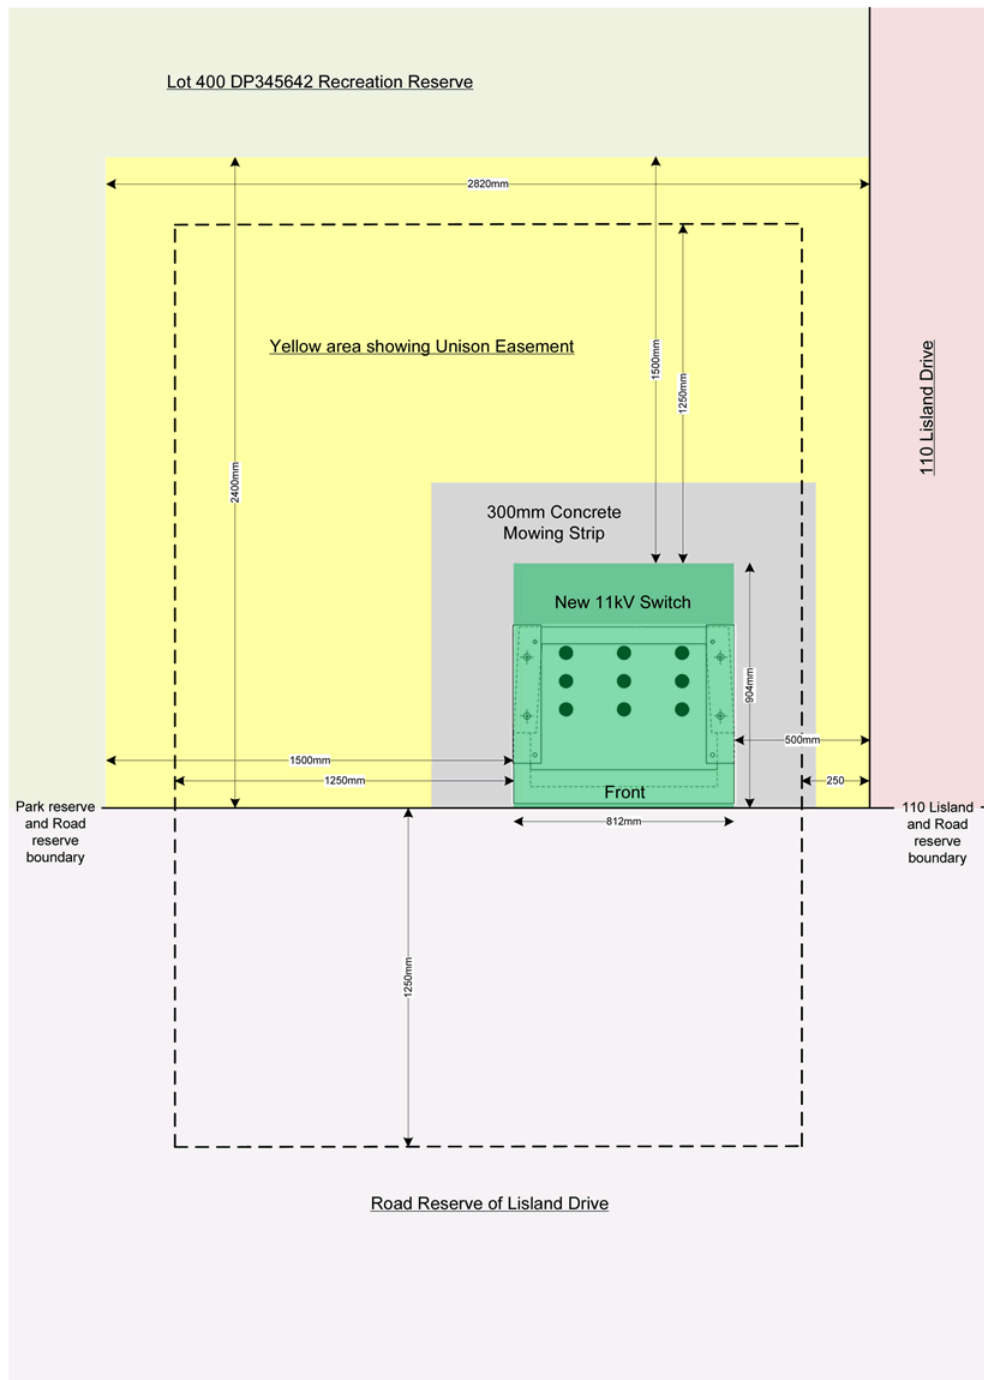 Lot 400 DP345642 Recreation Reserve
2820mm
Yellow area showing Unison Easement
1500mm
1250mm
110 Lisland Drive
2400mm
300mm Concrete
Mowing Strip
New 11kV Switch
904mm
500mm
1500mm
1250mm
250
Front
Park reserve
and Road
reserve
boundary
812mm
110 Lisland
and Road
reserve
boundary
1250mm
Road Reserve of Lisland Drive